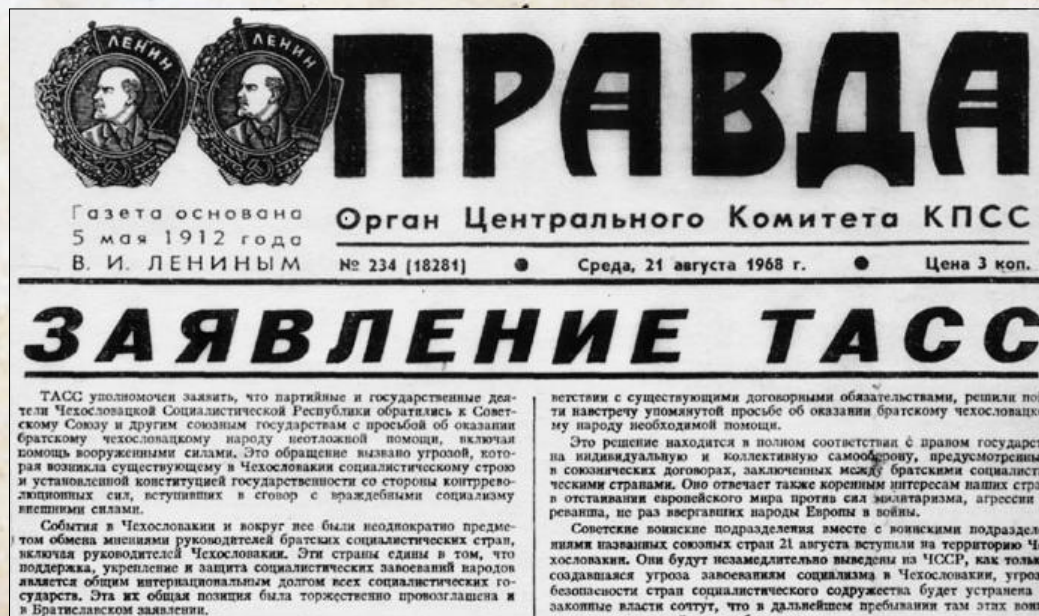 ЛЕНИН
ЛЕНИН
ПРАВДА
Газета основана
5 мая 1912 года
В. И. ЛЕНИНЫМ
Орган Центрального Комитета КПСС
№ 234 (18281) • Среда, 21 августа 1968 г. • Цена 3 коп.
ЗАЯВЛЕНИЕ ТАСС
ТАСС уполномочен заявить, что партийные и государственные дея-
тели Чехословацкой Социалистической Республики обратились к Совет-
скому Союзу и другим союзным государствам с просьбой об оказании
братскому чехословацкому народу неотложной помощи, включая
помощь вооруженными силами. Это обращение вызвано угрозой, кото-
рая возникла существующему в Чехословакии социалистическому строю
и установленной конституцией государственности со стороны контррево-
люционных сил, вступивших в сговор с враждебными социализму
внешними силами.
События в Чехословакии и вокруг нее были неоднократно предме-
том обмена мнениями руководителей братских социалистических стран,
включая руководителей Чехословакии. Эти страны едины в том, что
поддержка, укрепление и защита социалистических завоеваний народов
является общим интернациональным долгом всех социалистических го-
сударств. Эта их общая позиция была торжественно провозглашена и
в Братиславском заявлении.
ветствии с существующими договорными обязательствами, решили пой
ти навстречу упомянутой просьбе об оказании братскому чехословацко
му народу необходимой помощи.
Это решение находится в полном соответствии с правом государст
на индивидуальную и коллективную самооборону, предусмотренны
в союзнических договорах, заключенных между братскими социалист
ческими странами. Оно отвечает также коренным интересам наших стра
в отстаивании европейского мира против сил милитаризма, агрессии
реванша, не раз ввергавших народы Европы в войны.
Советские воинские подразделения вместе с воинскими подраздел
ниями названных союзных стран 21 августа вступили на территорию Ч
хословакии. Они будут незамедлительно выведены из ЧССР, как тольк
создавшаяся угроза завоеваниям социализма в Чехословакии, угроз
безопасности стран социалистического содружества будет устранена
законные власти сочтут, что в дальнейшем пребывании там этих воин